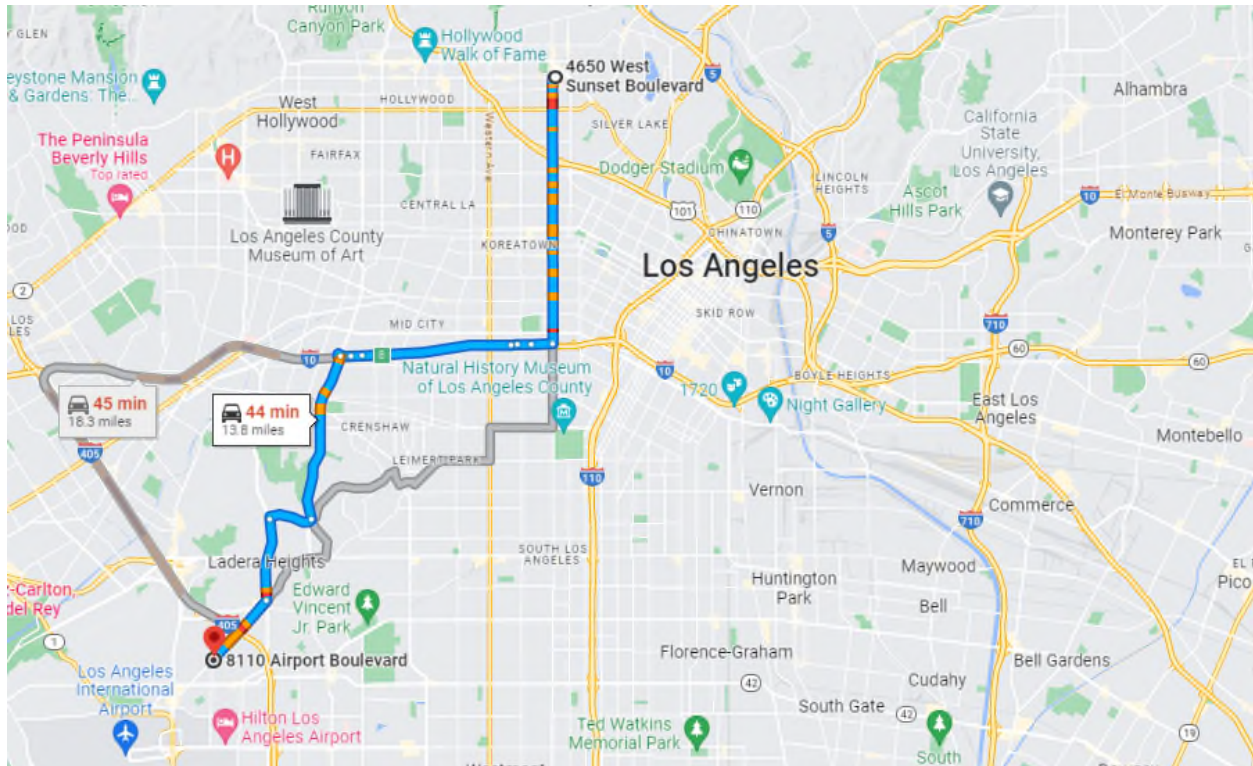 Y GLEN
Runyon
Canyon Park
Hollywood
Walk of Fame
4650 West
Sunset Boulevard
5
Alhambra
eystone Mansion
& Gardens: The...
West
Hollywood
HOLLYWOOD
Western Ave
SILVER LAKE
California
State
University,
Los Angeles
The Peninsula
Beverly Hills
Top rated
H
FAIRFAX
Dodger Stadium
LINCOLN
HEIGHTS
Ascot
Hills Park
10
El Monte Busway
OOD
CENTRAL LA
101
110
5
Los Angeles County
Museum of Art
KOREATOWN
CHINATOWN
Monterey Park
Los Angeles
2
LOS
LES
MID CITY
SKID ROW
710
10
8
60
Natural History Museum
of Los Angeles County
10
BOYLE HEIGHTS
1720
Night Gallery
East Los
Angeles
45 min
18.3 miles
44 min
13.8 miles
CRENSHAW
Montebello
405
LEIMERT PARK
110
Vernon
Commerce
710
SOUTH LOS
ANGELES
Ladera Heights
Maywood
Huntington
Park
Bell
EL
Pico
-Carlton,
del Rey
Edward
Vincent
Jr. Park
405
1
8110 Airport Boulevard
Florence-Graham
Bell Gardens
42
Cudahy
Los Angeles
International
Airport
South Gate
42
Hilton Los
Angeles Airport
Ted Watkins
Memorial Park
19
South